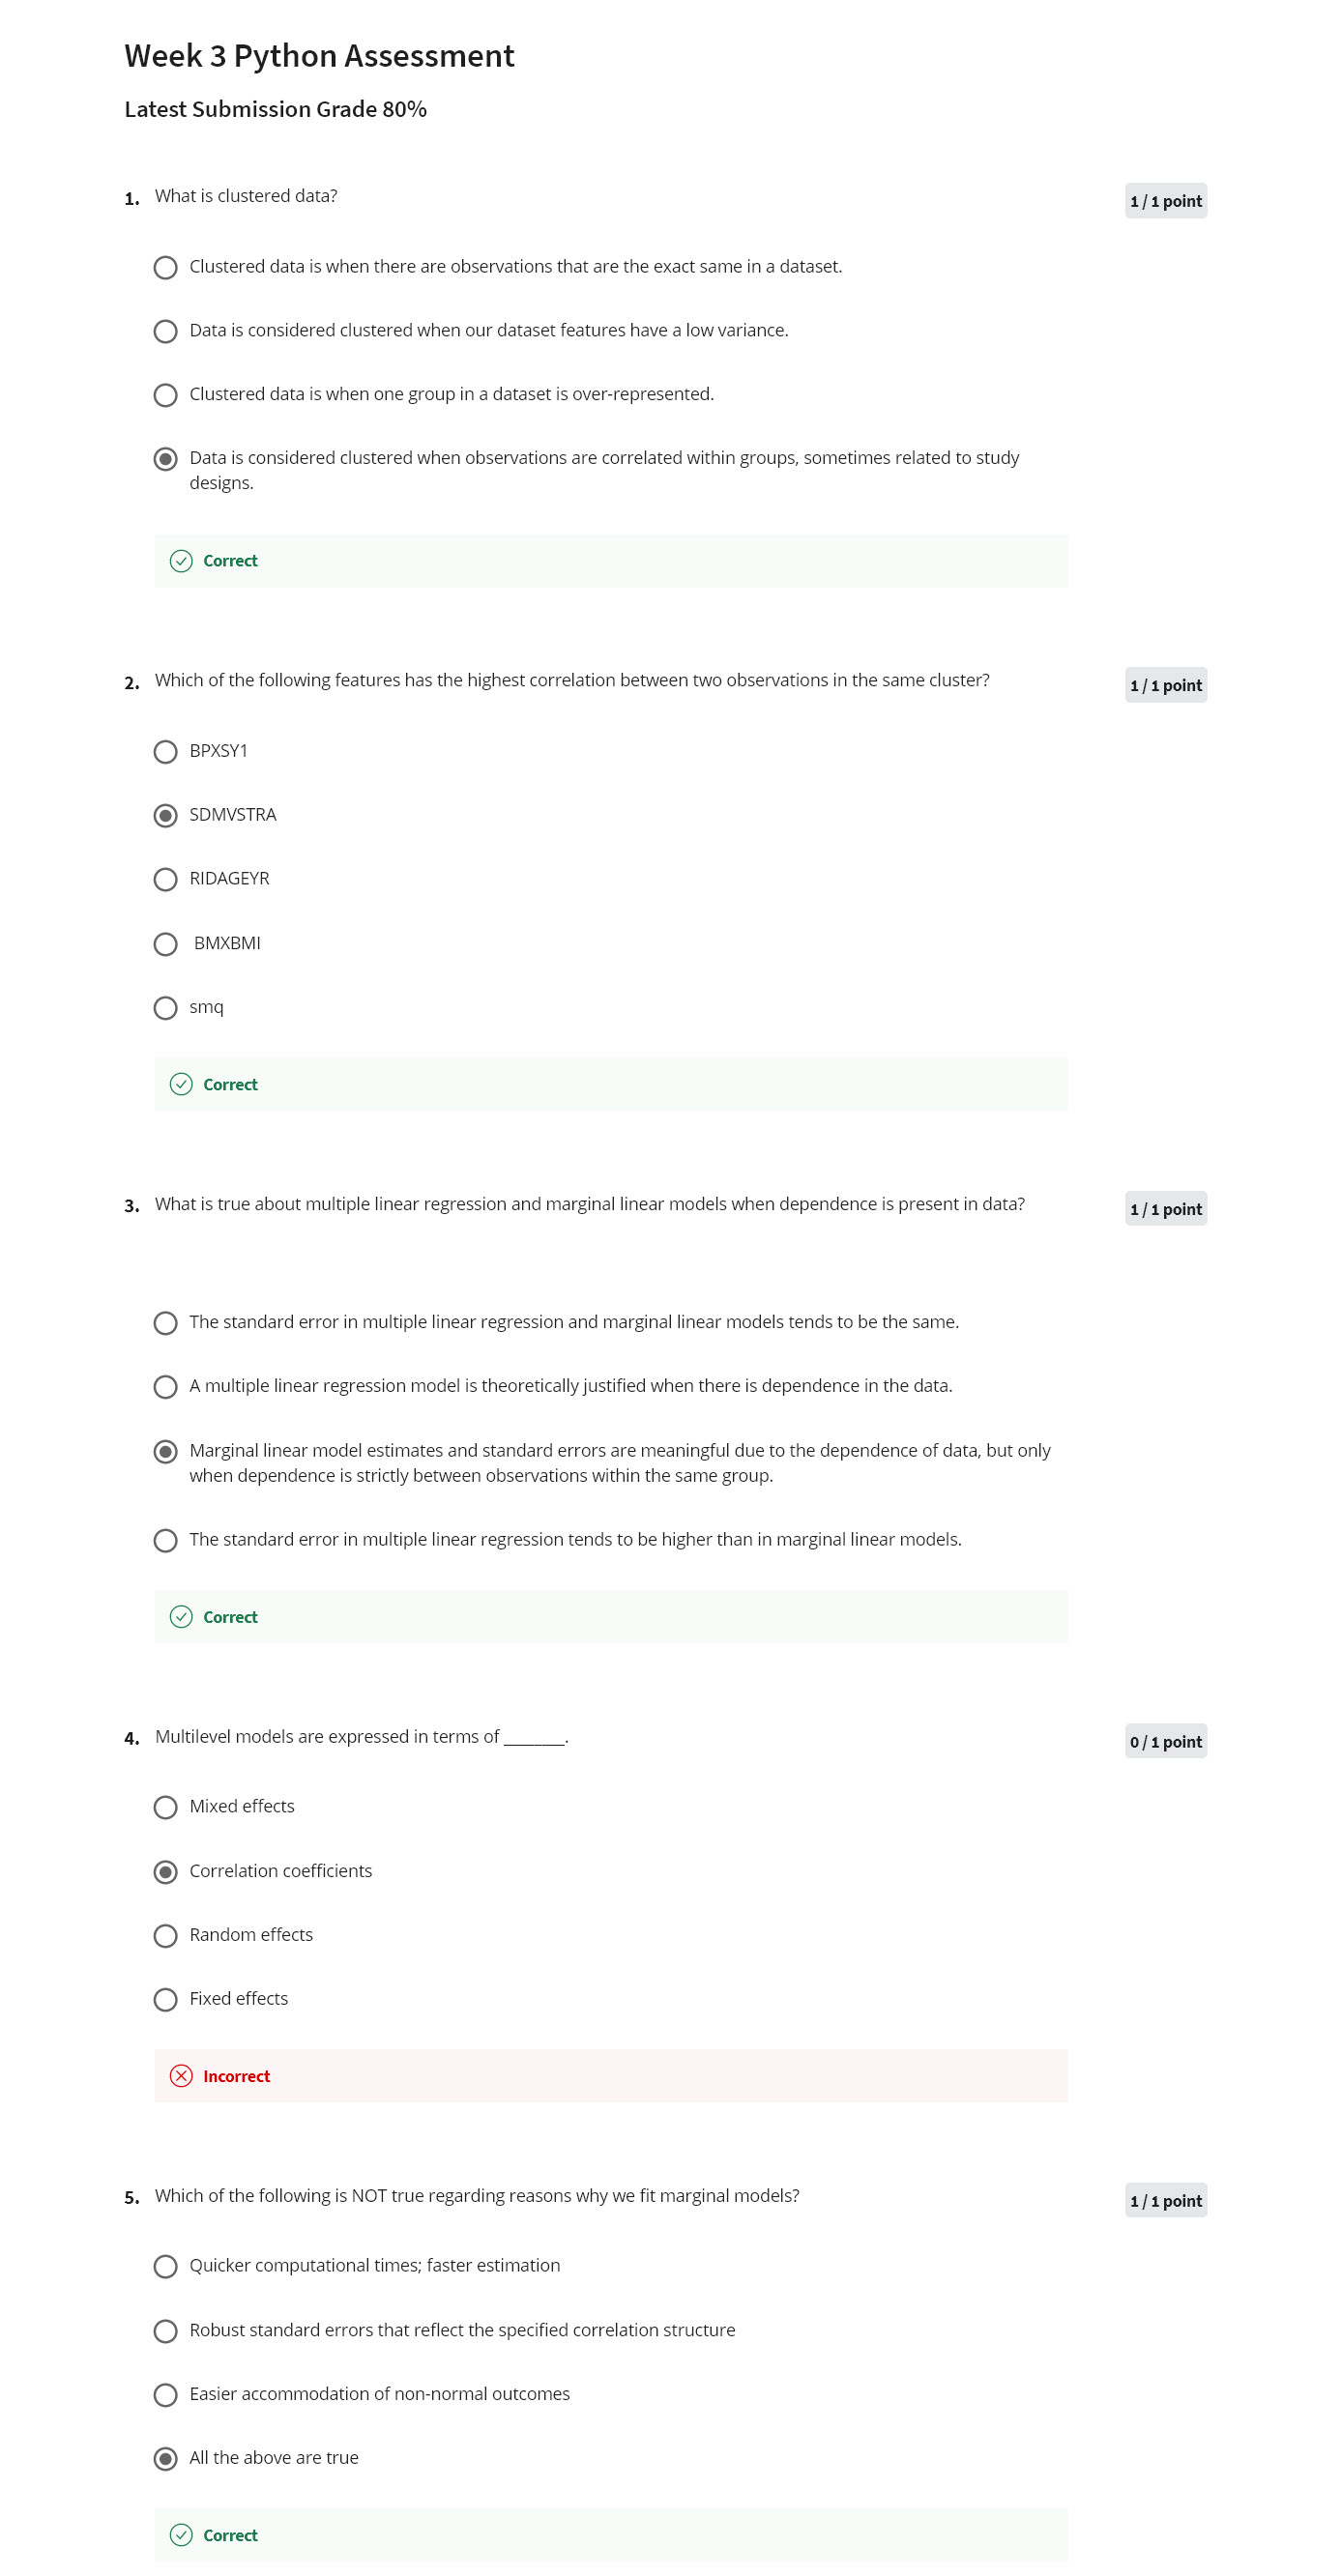 Week 3 Python Assessment
Latest Submission Grade 80%
1. What is clustered data?
1 / 1 point
Clustered data is when there are observations that are the exact same in a dataset.
Data is considered clustered when our dataset features have a low variance.
Clustered data is when one group in a dataset is over-represented.
Data is considered clustered when observations are correlated within groups, sometimes related to study
designs.
Correct
2. Which of the following features has the highest correlation between two observations in the same cluster?
1 / 1 point
BPXSY1
SDMVSTRA
RIDAGEYR
BMXBMI
smq
Correct
3. What is true about multiple linear regression and marginal linear models when dependence is present in data?
1 / 1 point
The standard error in multiple linear regression and marginal linear models tends to be the same.
A multiple linear regression model is theoretically justified when there is dependence in the data.
Marginal linear model estimates and standard errors are meaningful due to the dependence of data, but only
when dependence is strictly between observations within the same group.
The standard error in multiple linear regression tends to be higher than in marginal linear models.
Correct
4. Multilevel models are expressed in terms of _______.
0 / 1 point
Mixed effects
Correlation coefficients
Random effects
Fixed effects
Incorrect
5. Which of the following is NOT true regarding reasons why we fit marginal models?
1 / 1 point
Quicker computational times; faster estimation
Robust standard errors that reflect the specified correlation structure
Easier accommodation of non-normal outcomes
All the above are true
Correct